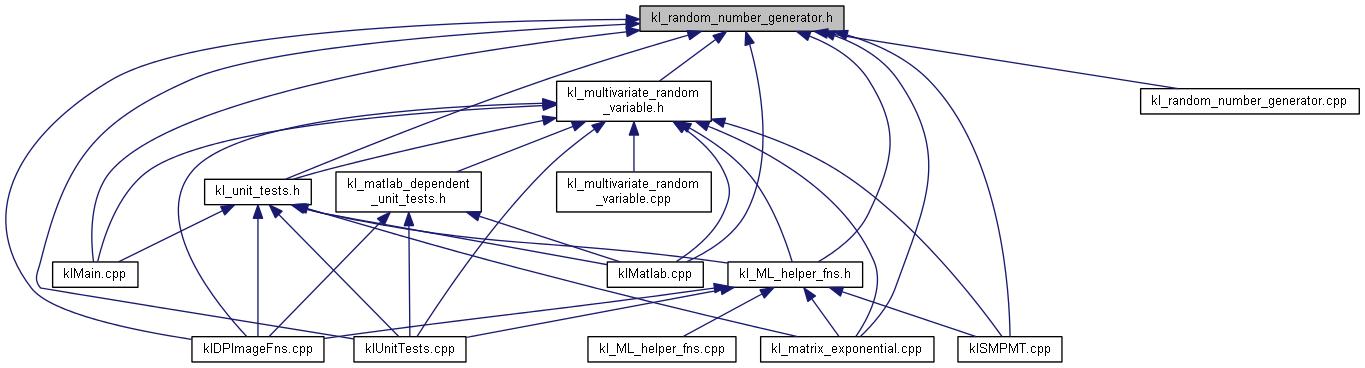 kl_random_number_generator.h
kl_multivariate_random
_variable.h
kl_random_number_generator.cpp
kl_unit_tests.h
kl_matlab_dependent
_unit_tests.h
kl_multivariate_random
_variable.cpp
klMain.cpp
klMatlab.cpp
kl_ML_helper_fns.h
klDPImageFns.cpp
klUnitTests.cpp
kl_ML_helper_fns.cpp
kl_matrix_exponential.cpp
klSMPMT.cpp